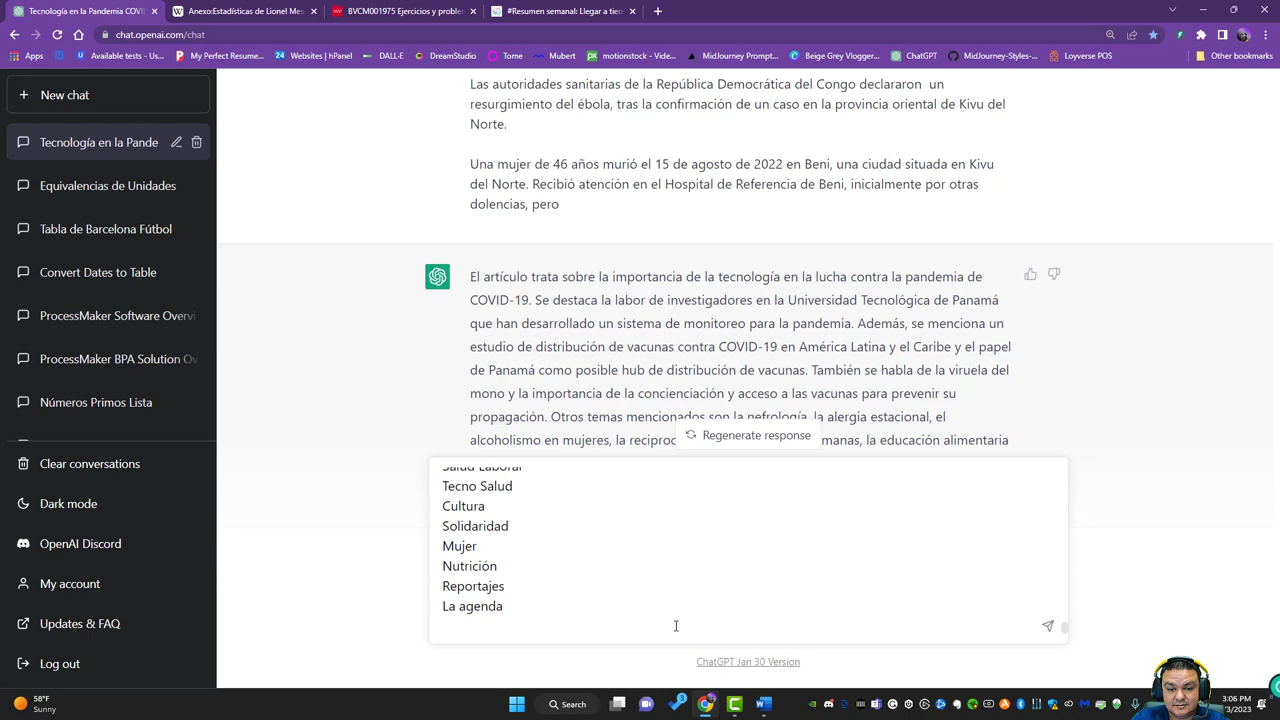 Tecnología en la Pandemia COVI
Anexo:Estadísticas de Lionel Mes
BVCM001975 Ejercicios y proble
#Resumen semanal: Llegar a tien
chat.openai.com/chat
Apps
Available tests - Us...
My Perfect Resume...
24 Websites | hPanel
DALL-E
DreamStudio
Tome
Mubert
motionstock - Vide...
MidJourney Prompt...
Beige Grey Vlogger...
ChatGPT
MidJourney-Styles-...
Loyverse POS
Other bookmarks
New chat
Tecnología en la Pande
Equivalencias de Unidades
Tabla de Barcelona Fútbol
Convert Dates to Table
ProcessMaker Software Overvi
ProcessMaker BPA Solution Ov
Números Primos Lista
Clear conversations
Dark mode
OpenAI Discord
My account
Updates & FAQ
Log out
Las autoridades sanitarias de la República Democrática del Congo declararon un
resurgimiento del ébola, tras la confirmación de un caso en la provincia oriental de Kivu del
Norte.
Una mujer de 46 años murió el 15 de agosto de 2022 en Beni, una ciudad situada en Kivu
del Norte. Recibió atención en el Hospital de Referencia de Beni, inicialmente por otras
dolencias, pero
El artículo trata sobre la importancia de la tecnología en la lucha contra la pandemia de
COVID-19. Se destaca la labor de investigadores en la Universidad Tecnológica de Panamá
que han desarrollado un sistema de monitoreo para la pandemia. Además, se menciona un
estudio de distribución de vacunas contra COVID-19 en América Latina y el Caribe y el papel
de Panamá como posible hub de distribución de vacunas. También se habla de la viruela del
mono y la importancia de la concienciación y acceso a las vacunas para prevenir su
propagación. Otros temas mencionados son la nefrología, la alergia estacional, el
alcoholismo en mujeres, la reciproc manas, la educación alimentaria
Regenerate response
Salud Laboral
Tecno Salud
Cultura
Solidaridad
Mujer
Nutrición
Reportajes
La agenda
ChatGPT Jan 30 Version
58°F
Sunny
Search
3:06 PM